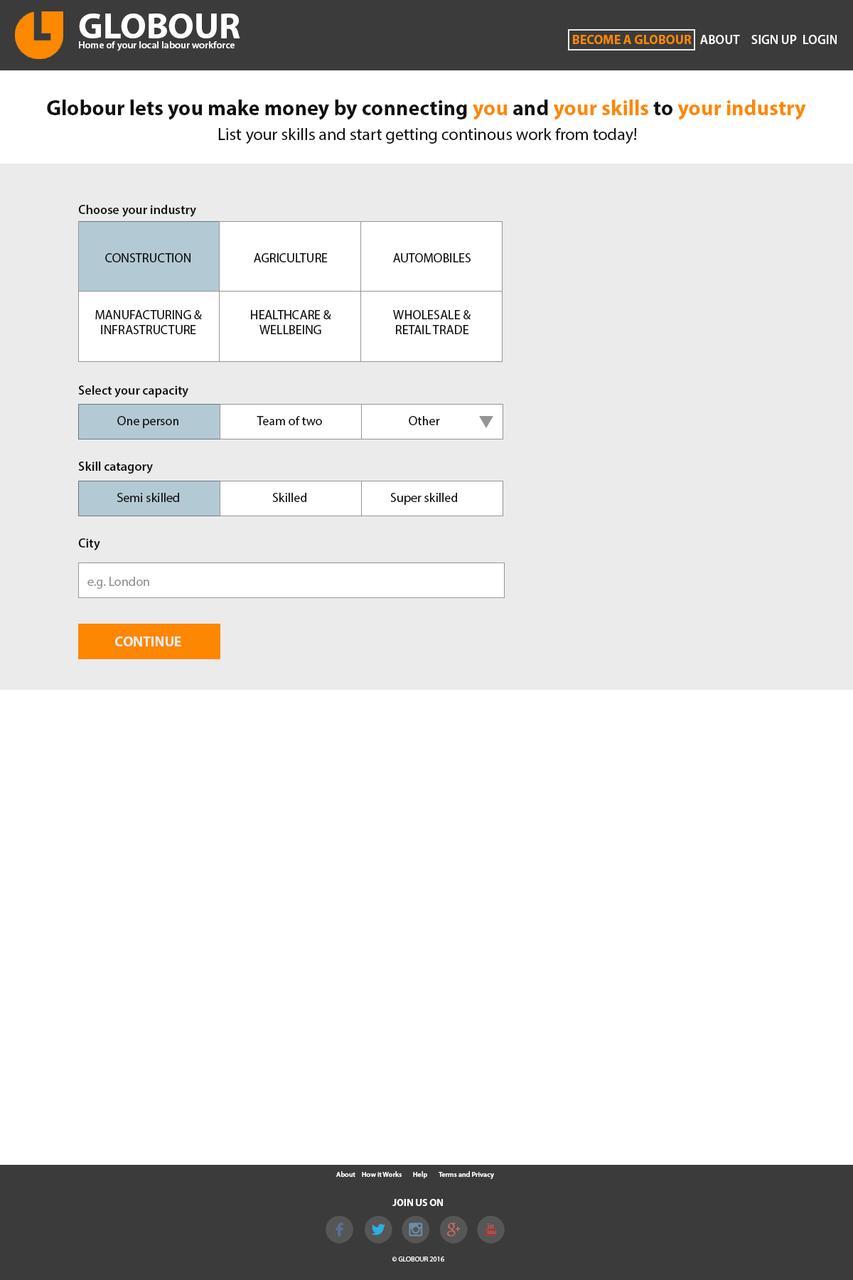 GLOBOUR
Home of your local labour workforce
BECOME A GLOBOUR ABOUT SIGN UP LOGIN
Globour lets you make money by connecting you and your skills to your industry
List your skills and start getting continous work from today!
Choose your industry
CONSTRUCTION AGRICULTURE AUTOMOBILES
MANUFACTURING & HEALTHCARE & WHOLESALE &
INFRASTRUCTURE WELLBEING RETAIL TRADE
Select your capacity
One person Team of two Other
Skill catagory
Semi skilled Skilled Super skilled
City
e.g. London
CONTINUE
About How it Works Help Terms and Privacy
JOIN US ON
© GLOBOUR 2016